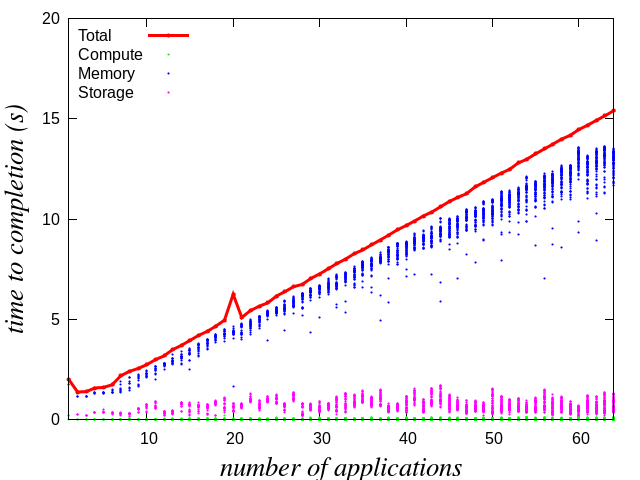 20
15
10
5
0
time to completion (s)
Total
Compute
Memory
Storage
10 20 30 40 50 60
number of applications